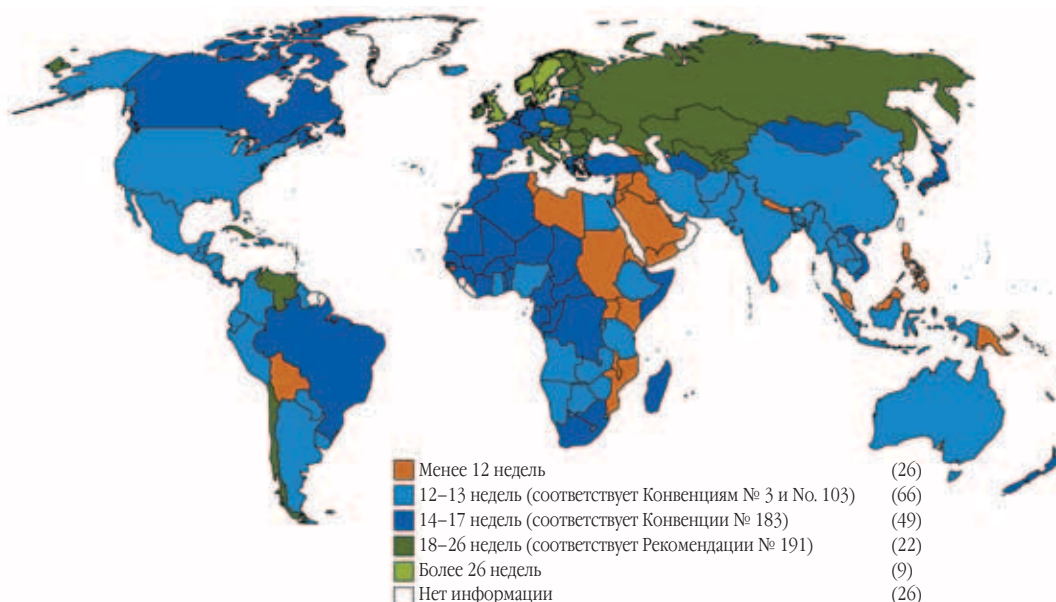 Менее 12 недель (26)
12–13 недель (соответствует Конвенциям № 3 и No. 103) (66)
14–17 недель (соответствует Конвенции № 183) (49)
18–26 недель (соответствует Рекомендации № 191) (22)
Более 26 недель (9)
Нет информации (26)